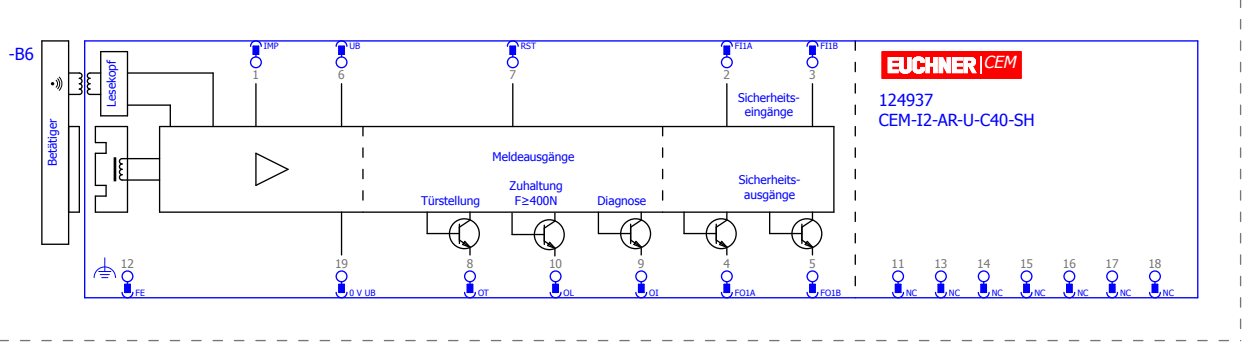 -B6
IMP
UB
RST
FI1A
FI1B
1
6
7
2
3
EUCHNER CEM
124937
CEM-I2-AR-U-C40-SH
Lesekopf
Betätiger
Sicherheits-
eingänge
Meldeausgänge
Türstellung
Zuhaltung
F≥400N
Diagnose
Sicherheits-
ausgänge
12
19
8
10
9
4
5
11
13
14
15
16
17
18
FE
0 V UB
OT
OL
OI
FO1A
FO1B
NC
NC
NC
NC
NC
NC
NC